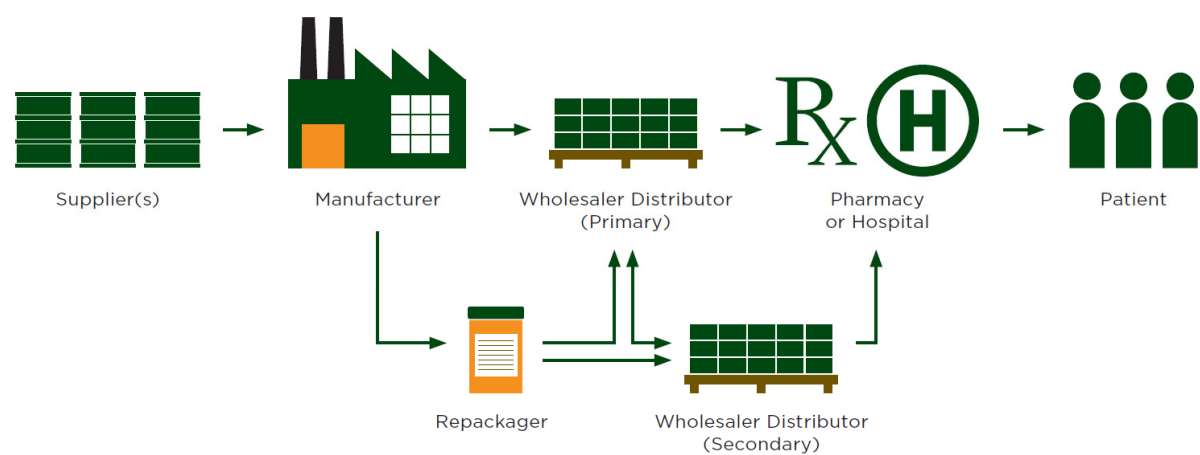 Rx
H
Supplier(s)
Manufacturer
Wholesaler Distributor
(Primary)
Pharmacy
or Hospital
Patient
Repackager
Wholesaler Distributor
(Secondary)